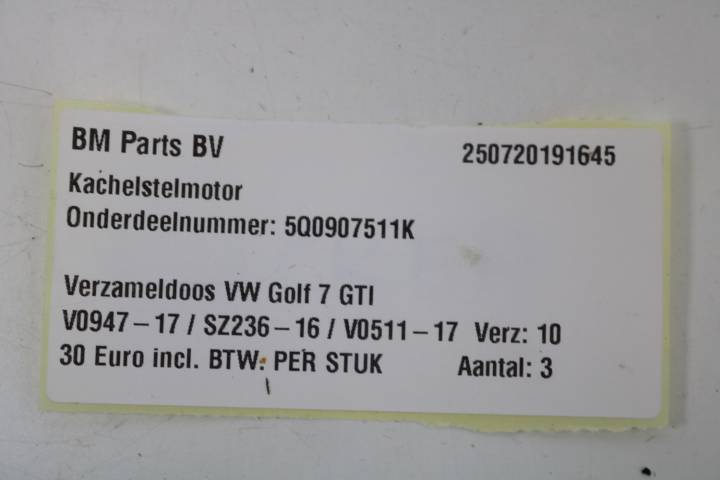 BM Parts BV 250720191645
Kachelstelmotor
Onderdeelnummer: 5Q0907511K
Verzameldoos VW Golf 7 GTI
V0947-17 / SZ236-16 / V0511-17 Verz: 10
30 Euro incl. BTW: PER STUK Aantal: 3